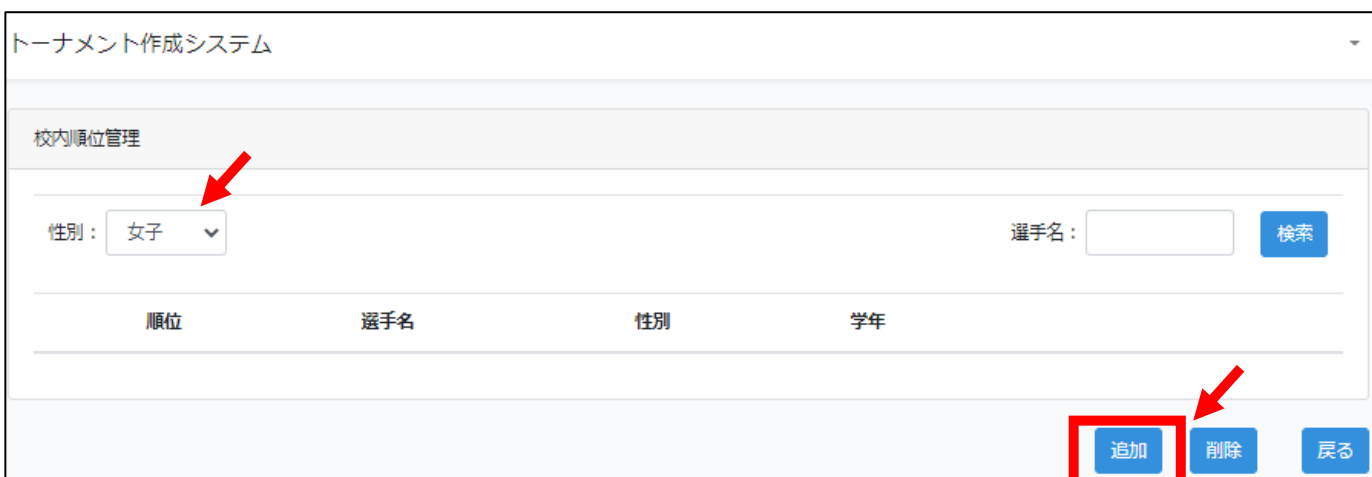 トーナメント作成システム
校内順位管理
性別： 女子 選手名： 検索
順位 選手名 性別 学年
追加 削除 戻る